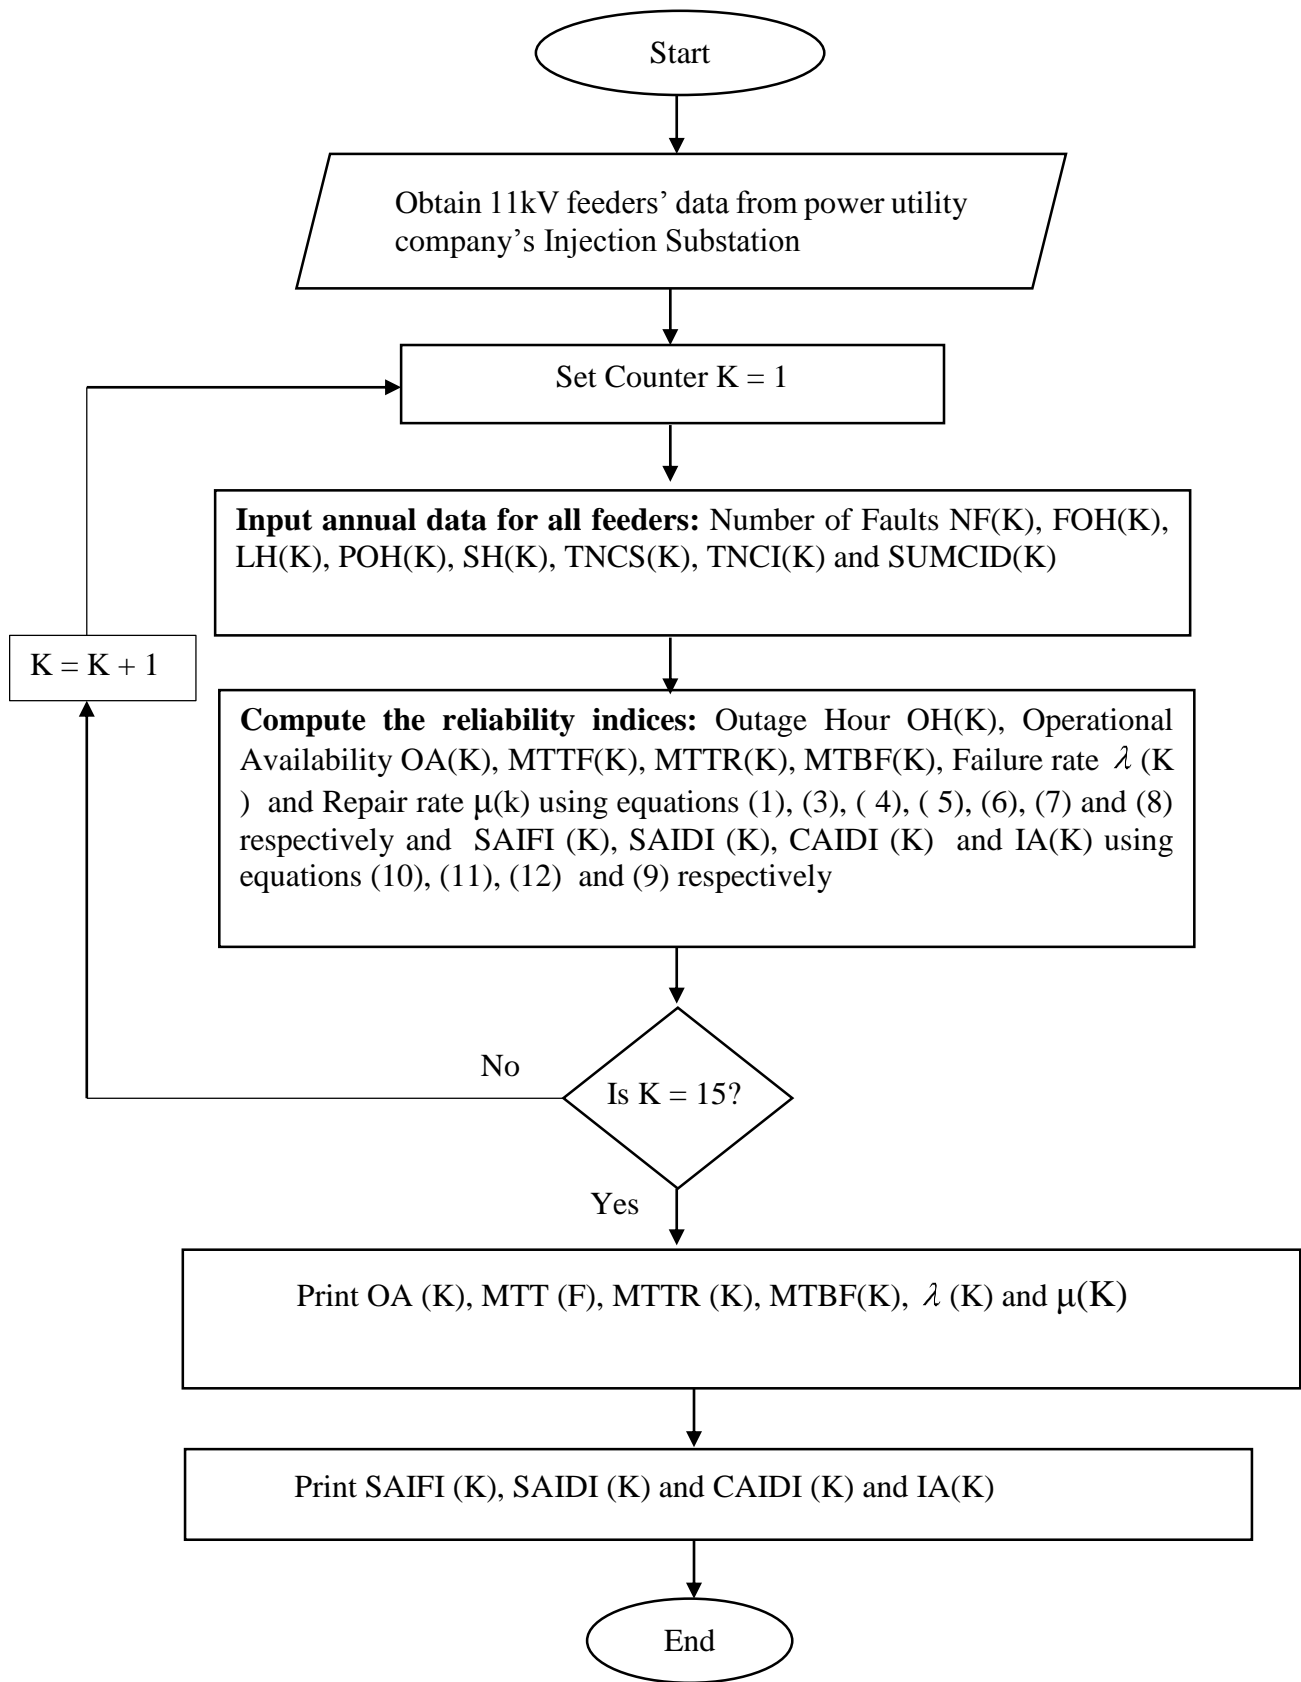 Start
Obtain 11kV feeders’ data from power utility
company’s Injection Substation
Set Counter K = 1
Input annual data for all feeders: Number of Faults NF(K), FOH(K),
LH(K), POH(K), SH(K), TNCS(K), TNCI(K) and SUMCID(K)
K = K + 1
Compute the reliability indices: Outage Hour OH(K), Operational
Availability OA(K), MTTF(K), MTTR(K), MTBF(K), Failure rate λ (K
) and Repair rate μ(k) using equations (1), (3), ( 4), ( 5), (6), (7) and (8)
respectively and SAIFI (K), SAIDI (K), CAIDI (K) and IA(K) using
equations (10), (11), (12) and (9) respectively
No
Is K = 15?
Yes
Print OA (K), MTT (F), MTTR (K), MTBF(K), λ (K) and μ(K)
Print SAIFI (K), SAIDI (K) and CAIDI (K) and IA(K)
End